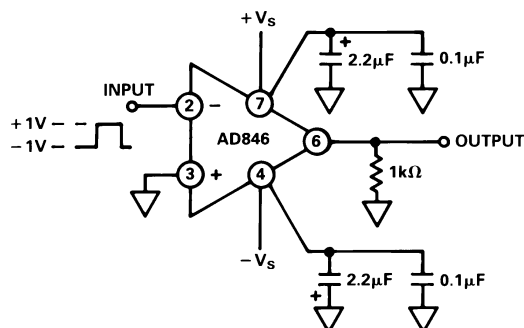 +VS
+
2.2μF
0.1μF
INPUT
2
−
7
+1V
−1V
AD846
6
OUTPUT
3
+
4
1kΩ
−VS
2.2μF
+
0.1μF